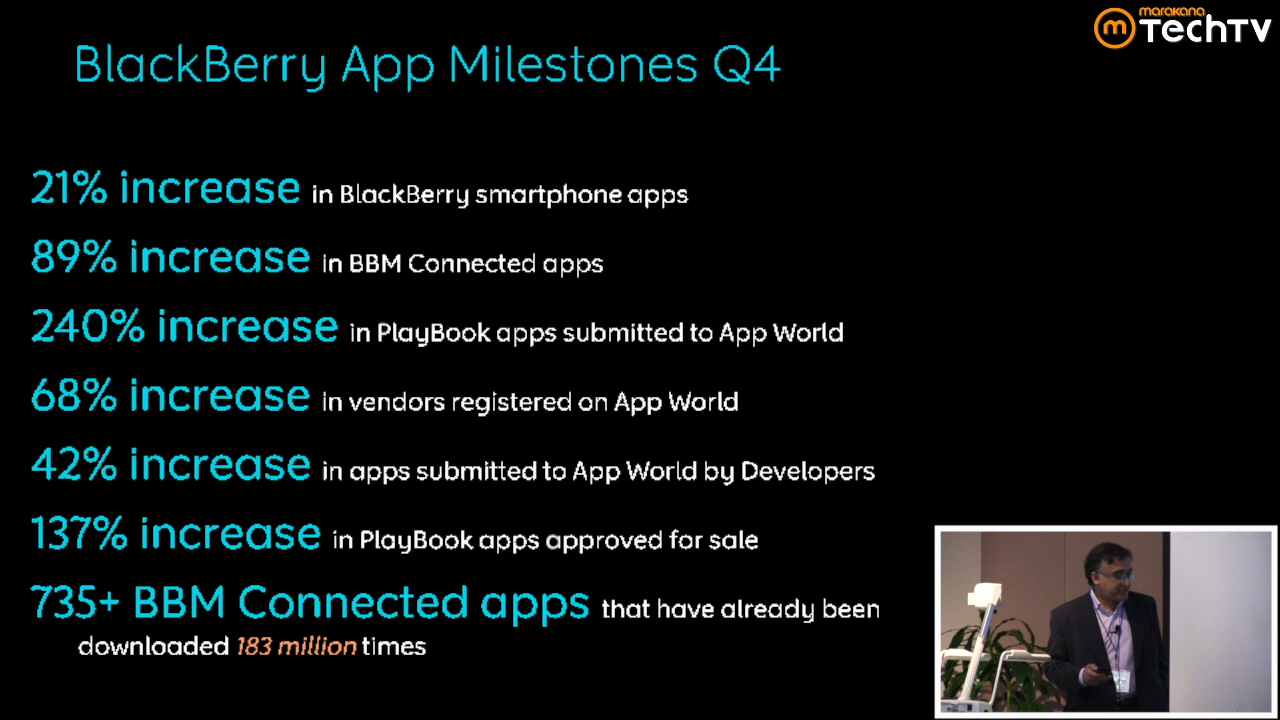 marakana
TechTV
BlackBerry App Milestones Q4
21% increase in BlackBerry smartphone apps
89% increase in BBM Connected apps
240% increase in PlayBook apps submitted to App World
68% increase in vendors registered on App World
42% increase in apps submitted to App World by Developers
137% increase in PlayBook apps approved for sale
735+ BBM Connected apps that have already been
downloaded 183 million times